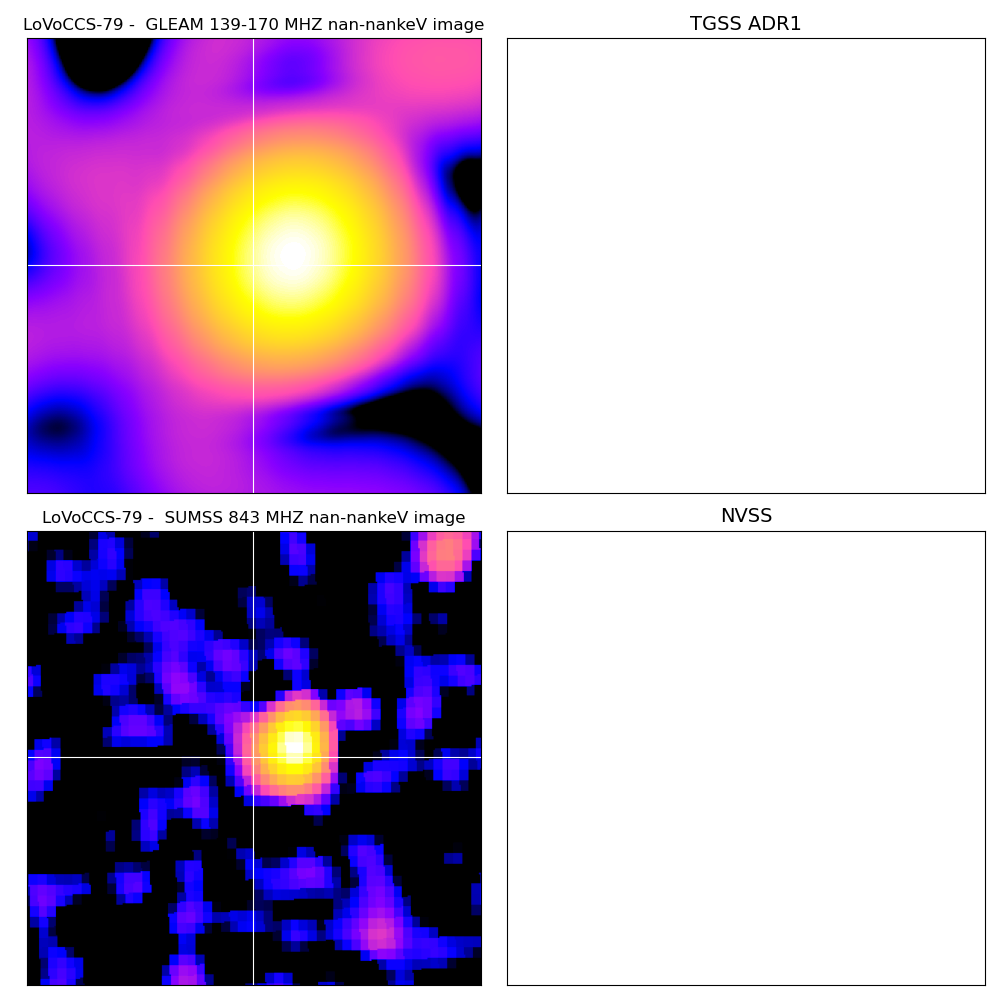 LoVoCCS-79 -  GLEAM 139-170 MHZ nan-nankeV image
TGSS ADR1
LoVoCCS-79 -  SUMSS 843 MHZ nan-nankeV image
NVSS